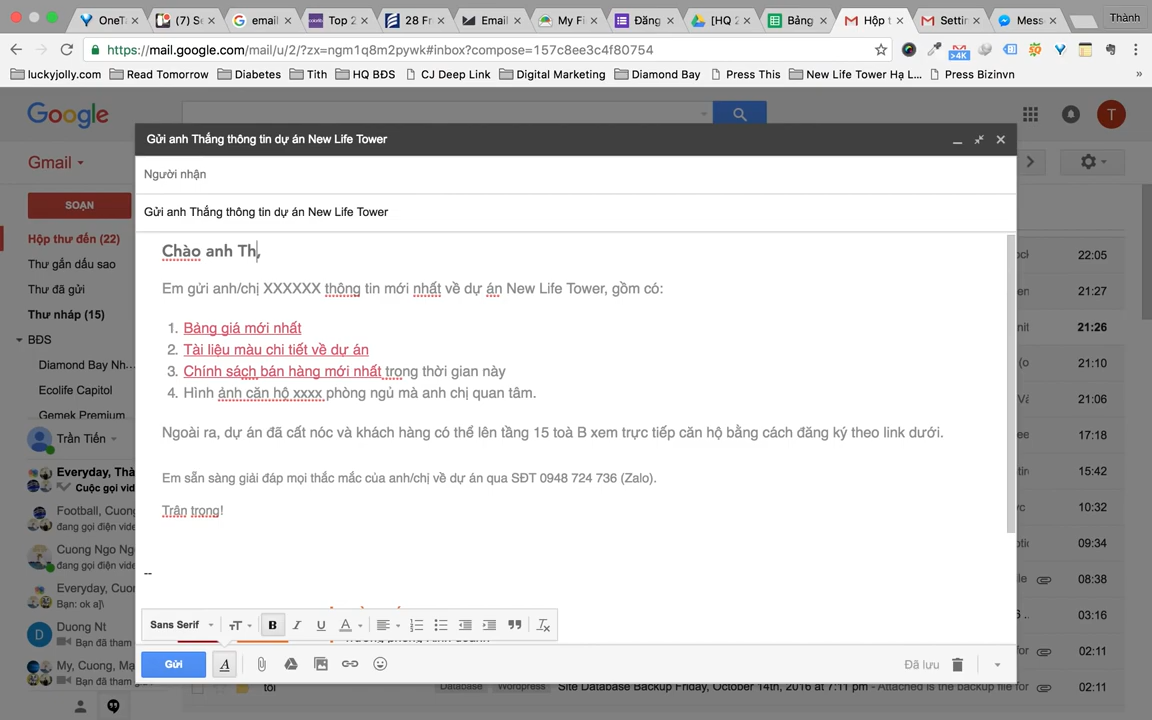 OneTa
(7) Se
email
Top 2
28 Fr
Email
My Fi
Đăng
[HQ 2
Bảng
Hộp t
Settin
Mess
Thành
https://mail.google.com/mail/u/2/?zx=ngm1q8m2pywk#inbox?compose=157c8ee3c4f80754
>4K
luckyjolly.com
Read Tomorrow
Diabetes
Tith
HQ BĐS
CJ Deep Link
Digital Marketing
Diamond Bay
Press This
New Life Tower Hạ L...
Press Bizinvn
»
Google
T
Gmail
SOẠN
Hộp thư đến (22)
Thư gắn dấu sao
Thư đã gửi
Thư nháp (15)
BĐS
Diamond Bay Nh...
Ecolife Capitol
Gemek Premium
Trần Tiến
Everyday, Thà
Cuộc gọi vid
Football, Cuong
đang gọi điện vide
Cuong Ngo Ng
đang gọi điện vide
Everyday, Cuor
Bạn: ok a]\
D
Duong Nt
Bạn đã tham
My, Cuong, Mạ
Bạn đã tham g
Gửi anh Thắng thông tin dự án New Life Tower
Người nhận
Gửi anh Thắng thông tin dự án New Life Tower
Chào anh Th,
Em gửi anh/chị XXXXXX thông tin mới nhất về dự án New Life Tower, gồm có:
1. Bảng giá mới nhất
2. Tài liệu màu chi tiết về dự án
3. Chính sách bán hàng mới nhất trong thời gian này
4. Hình ảnh căn hộ xxxx phòng ngủ mà anh chị quan tâm.
Ngoài ra, dự án đã cất nóc và khách hàng có thể lên tầng 15 toà B xem trực tiếp căn hộ bằng cách đăng ký theo link dưới.
Em sẵn sàng giải đáp mọi thắc mắc của anh/chị về dự án qua SĐT 0948 724 736 (Zalo).
Trân trọng!
--
Sans Serif
B
I
U
A
Gửi
A
Đã lưu
22:05
21:27
21:26
21:10
21:06
17:18
15:42
10:32
09:34
08:38
03:16
02:11
tôi
Database
Wordpress
Site Database Backup Friday, October 14th, 2016 at 7:11 pm - Attached is the backup file for
02:11